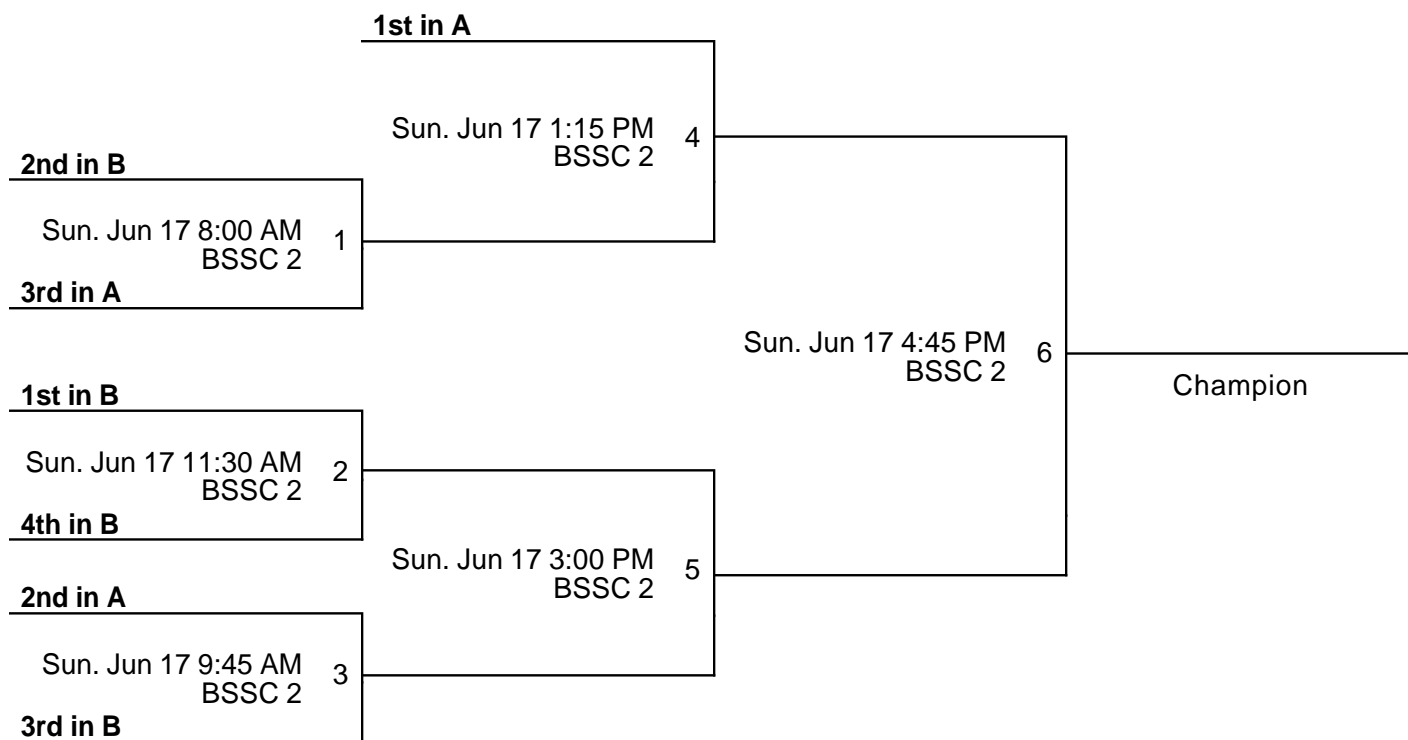 1st in A
Sun. Jun 17 1:15 PM
4
BSSC 2
2nd in B
Sun. Jun 17 8:00 AM
1
BSSC 2
3rd in A
Sun. Jun 17 4:45 PM
6
BSSC 2
Champion
1st in B
Sun. Jun 17 11:30 AM
2
BSSC 2
4th in B
Sun. Jun 17 3:00 PM
5
BSSC 2
2nd in A
Sun. Jun 17 9:45 AM
3
BSSC 2
3rd in B